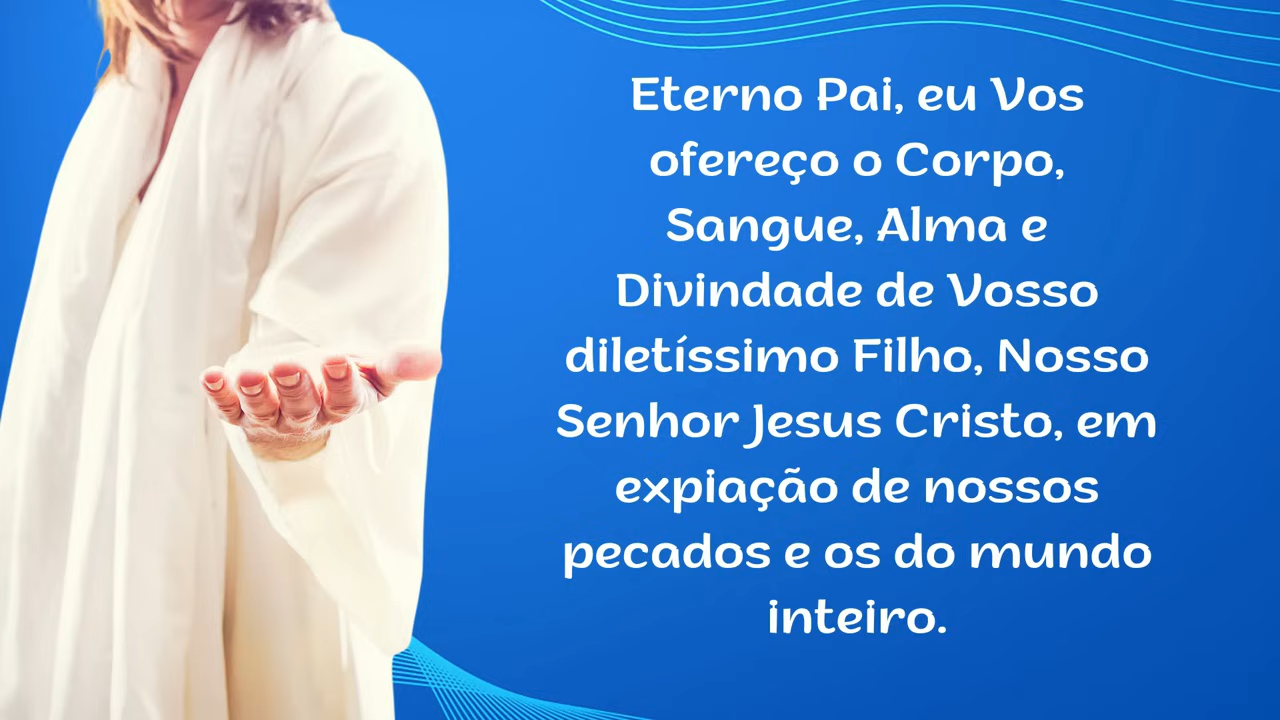 Eterno Pai, eu Vos
ofereço o Corpo,
Sangue, Alma e
Divindade de Vosso
diletíssimo Filho, Nosso
Senhor Jesus Cristo, em
expiação de nossos
pecados e os do mundo
inteiro.